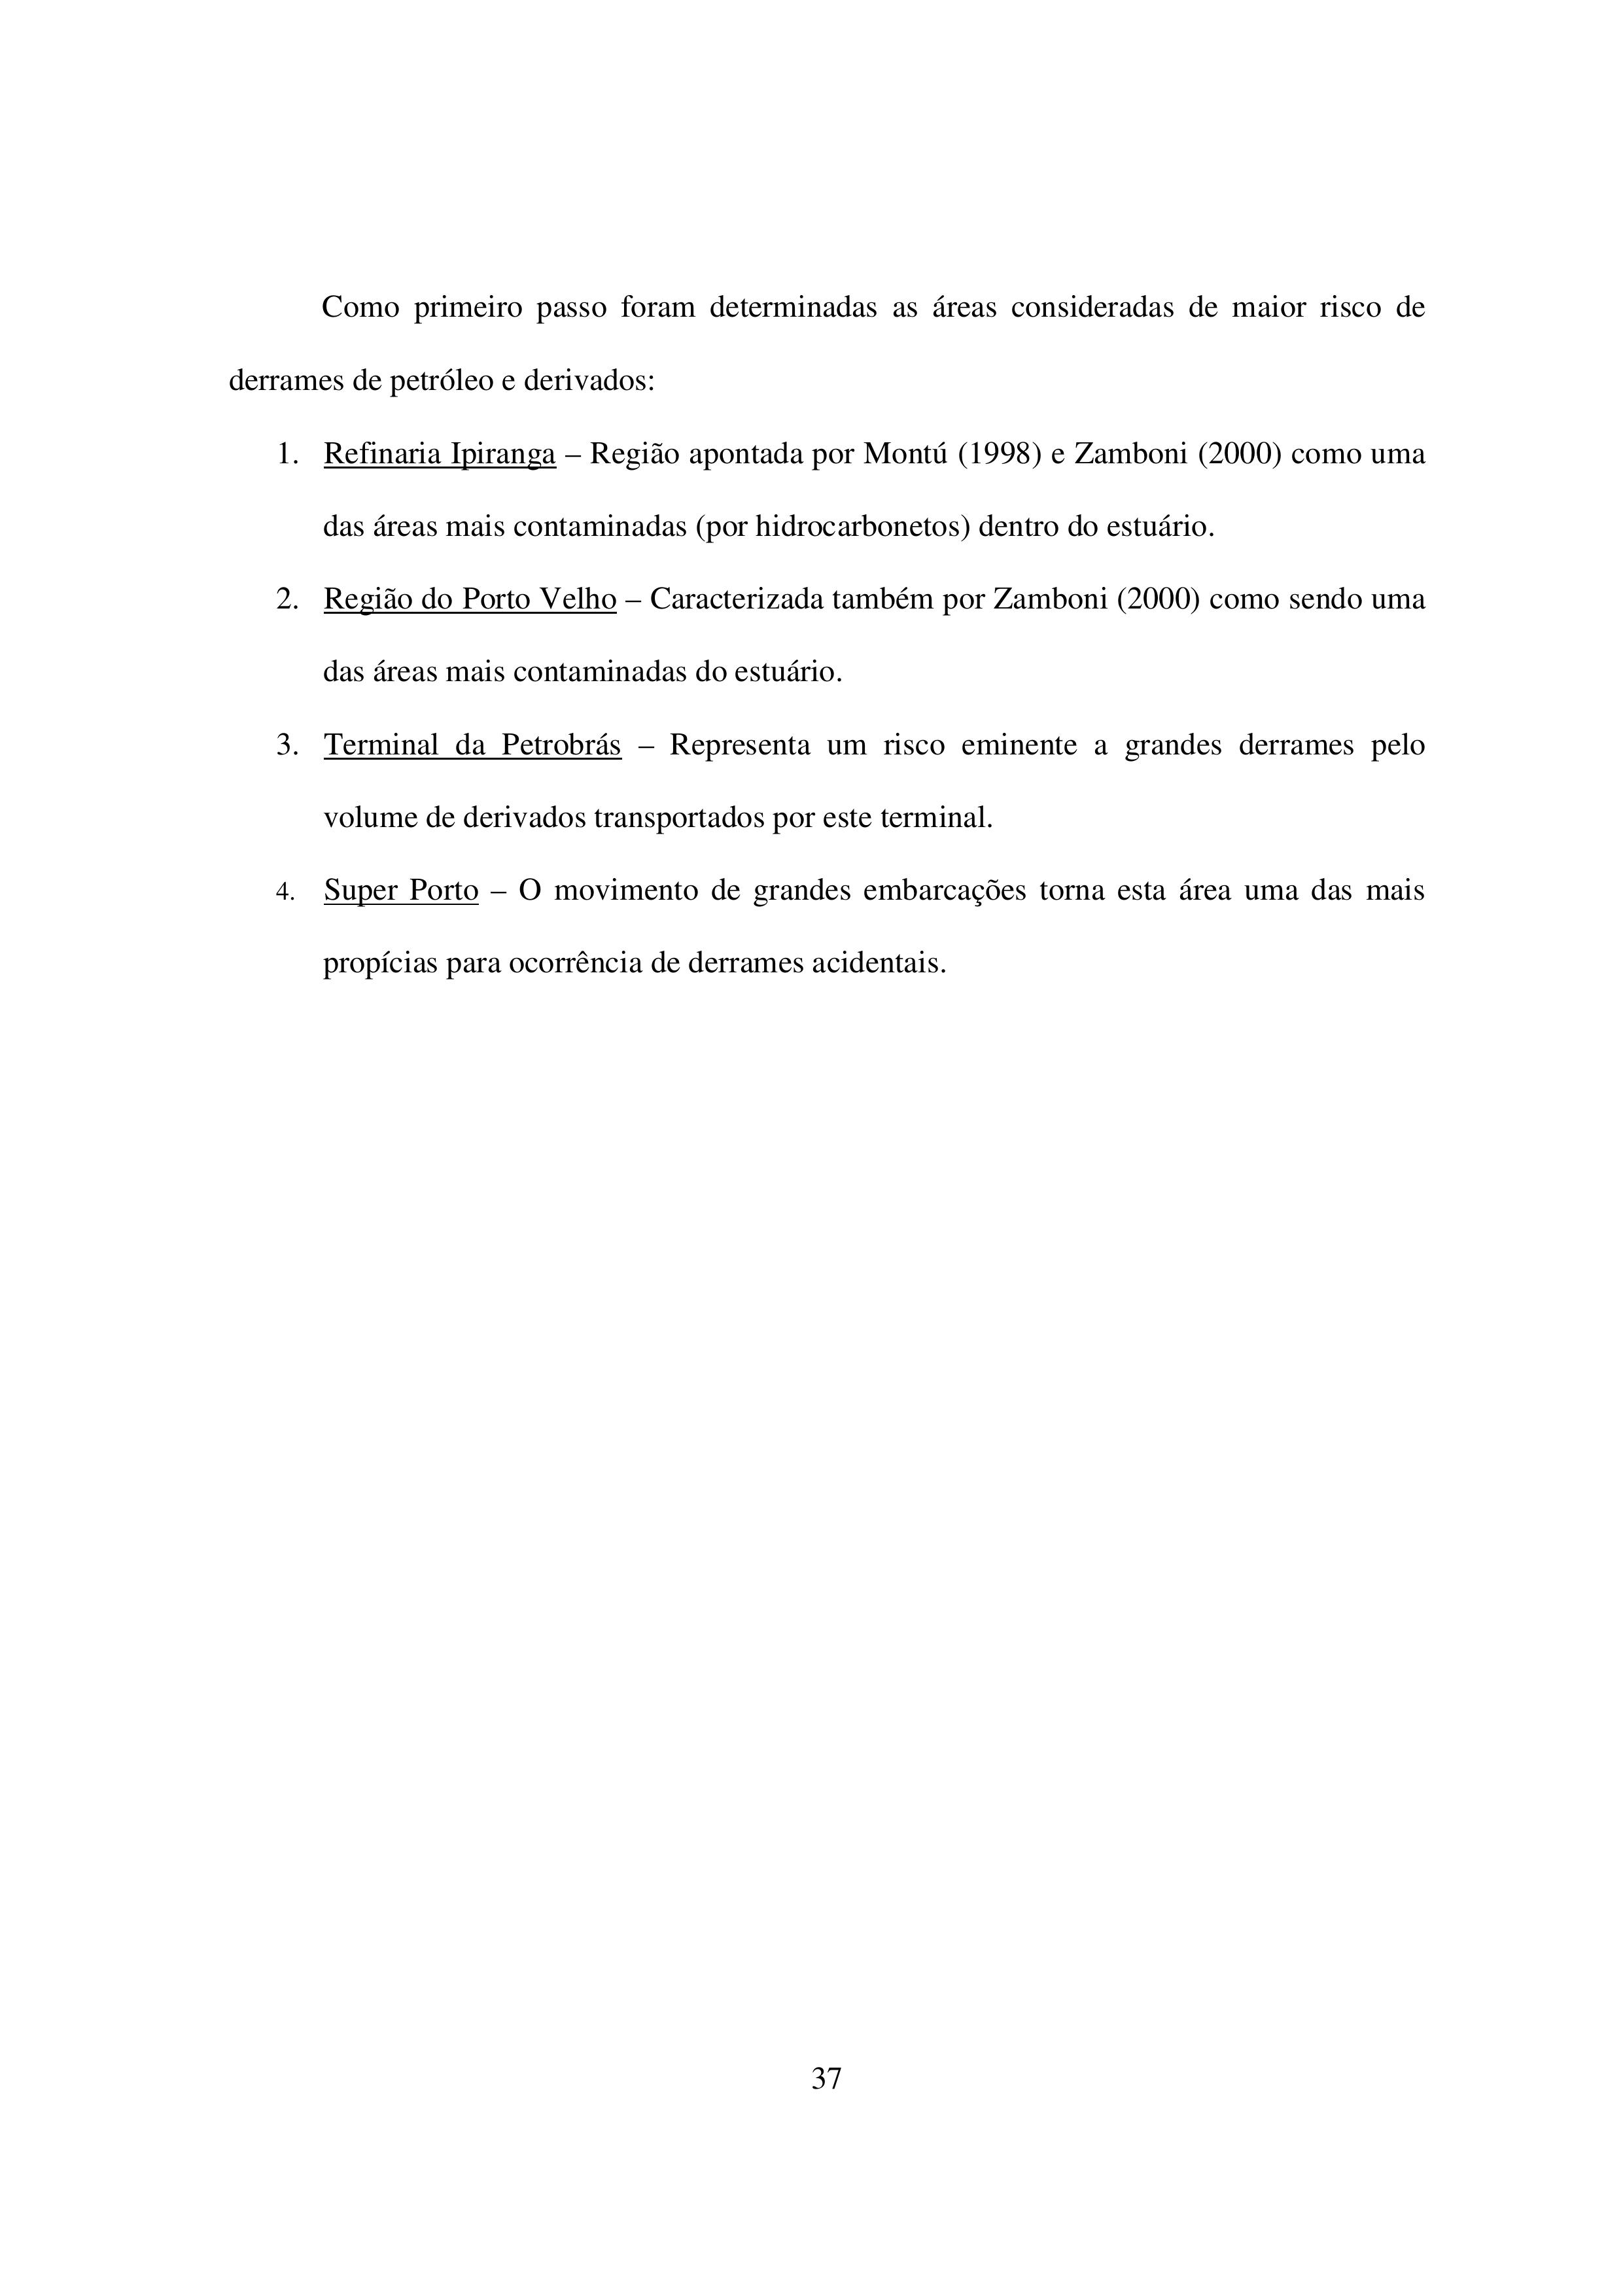 Como primeiro passo foram determinadas as áreas consideradas de maior risco de
derrames de petróleo e derivados:
1. Refinaria Ipiranga – Região apontada por Montú (1998) e Zamboni (2000) como uma
das áreas mais contaminadas (por hidrocarbonetos) dentro do estuário.
2. Região do Porto Velho – Caracterizada também por Zamboni (2000) como sendo uma
das áreas mais contaminadas do estuário.
3. Terminal da Petrobrás – Representa um risco eminente a grandes derrames pelo
volume de derivados transportados por este terminal.
4. Super Porto – O movimento de grandes embarcações torna esta área uma das mais
propícias para ocorrência de derrames acidentais.
37